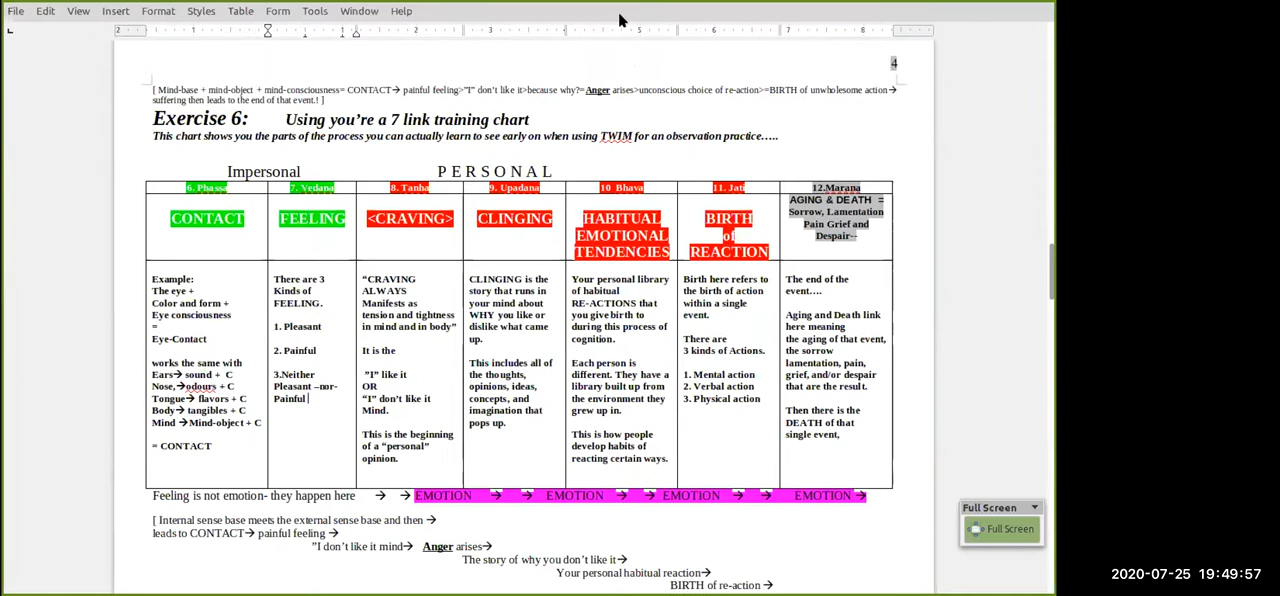 File Edit View Insert Format Styles Table Form Tools Window Help
2 1 1 2 3 5 6 7 8
4
[ Mind-base + mind-object + mind-consciousness= CONTACT→ painful feeling>"I" don't like it>because why?=Anger arises>unconscious choice of re-action>=BIRTH of unwholesome action→
suffering then leads to the end of that event.! ]
Exercise 6: Using you're a 7 link training chart
This chart shows you the parts of the process you can actually learn to see early on when using TWIM for an observation practice…..
Impersonal P E R S O N A L
6. Phassa 7. Vedana 8. Tanha 9. Upadana 10 Bhava 11. Jati 12.Marana
CONTACT
FEELING
<CRAVING>
CLINGING
HABITUAL
EMOTIONAL
TENDENCIES
BIRTH
of
REACTION
AGING & DEATH =
Sorrow, Lamentation
Pain Grief and
Despair--
Example:
The eye +
Color and form +
Eye consciousness
=
Eye-Contact
works the same with
Ears→ sound + C
Nose,→odours + C
Tongue→ flavors + C
Body→ tangibles + C
Mind →Mind-object + C
= CONTACT
There are 3
Kinds of
FEELING.
1. Pleasant
2. Painful
3.Neither
Pleasant –nor-
Painful
"CRAVING
ALWAYS
Manifests as
tension and tightness
in mind and in body"
It is the
"I" like it
OR
"I" don't like it
Mind.
This is the beginning
of a "personal"
opinion.
CLINGING is the
story that runs in
your mind about
WHY you like or
dislike what came
up.
This includes all of
the thoughts,
opinions, ideas,
concepts, and
imagination that
pops up.
Your personal library
of habitual
RE-ACTIONS that
you give birth to
during this process of
cognition.
Each person is
different. They have a
library built up from
the environment they
grew up in.
This is how people
develop habits of
reacting certain ways.
Birth here refers to
the birth of action
within a single
event.
There are
3 kinds of Actions.
1. Mental action
2. Verbal action
3. Physical action
The end of the
event….
Aging and Death link
here meaning
the aging of that event,
the sorrow
lamentation, pain,
grief, and/or despair
that are the result.
Then there is the
DEATH of that
single event,
Feeling is not emotion- they happen here → → EMOTION → → EMOTION → → EMOTION → → EMOTION →
[ Internal sense base meets the external sense base and then →
leads to CONTACT→ painful feeling →
"I don't like it mind→ Anger arises→
The story of why you don't like it→
Your personal habitual reaction→
BIRTH of re-action →
Full Screen
Full Screen
2020-07-25 19:49:57